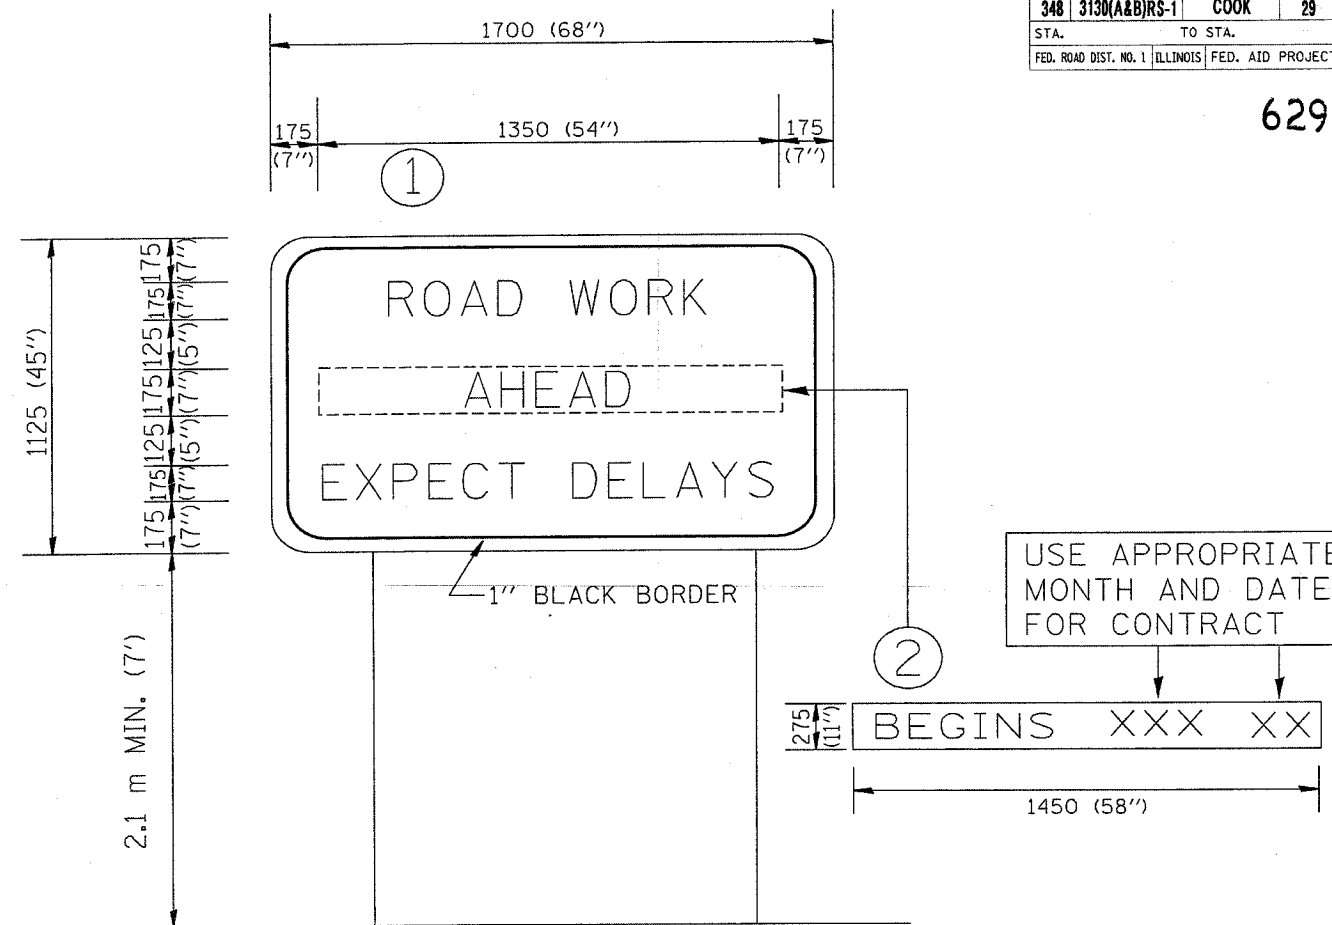 348 3130(A&B)RS-1 COOK 29
STA. TO STA.
FED. ROAD DIST. NO. 1 ILLINOIS FED. AID PROJECT
629
1700 (68'')
175 (7'')
1350 (54'')
175 (7'')
1
1125 (45'')
175 (7'')
175 (7'')
125 (5'')
175 (7'')
125 (5'')
175 (7'')
175 (7'')
ROAD WORK
AHEAD
EXPECT DELAYS
1'' BLACK BORDER
2.1 m MIN. (7')
2
USE APPROPRIATE
MONTH AND DATE
FOR CONTRACT
275 (11'')
BEGINS XXX XX
1450 (58'')